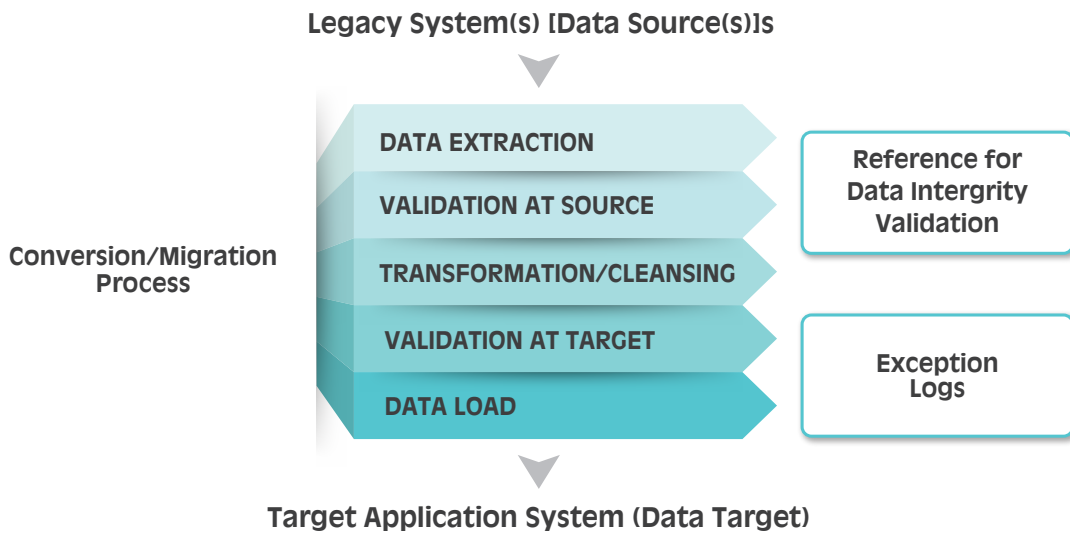 Legacy System(s) [Data Source(s)]s
DATA EXTRACTION
VALIDATION AT SOURCE
TRANSFORMATION/CLEANSING
VALIDATION AT TARGET
DATA LOAD
Conversion/Migration
Process
Reference for
Data Intergrity
Validation
Exception
Logs
Target Application System (Data Target)